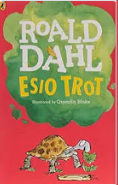 ROALD
DAHL
ESIO TROT
Illustrated by Quentin Blake